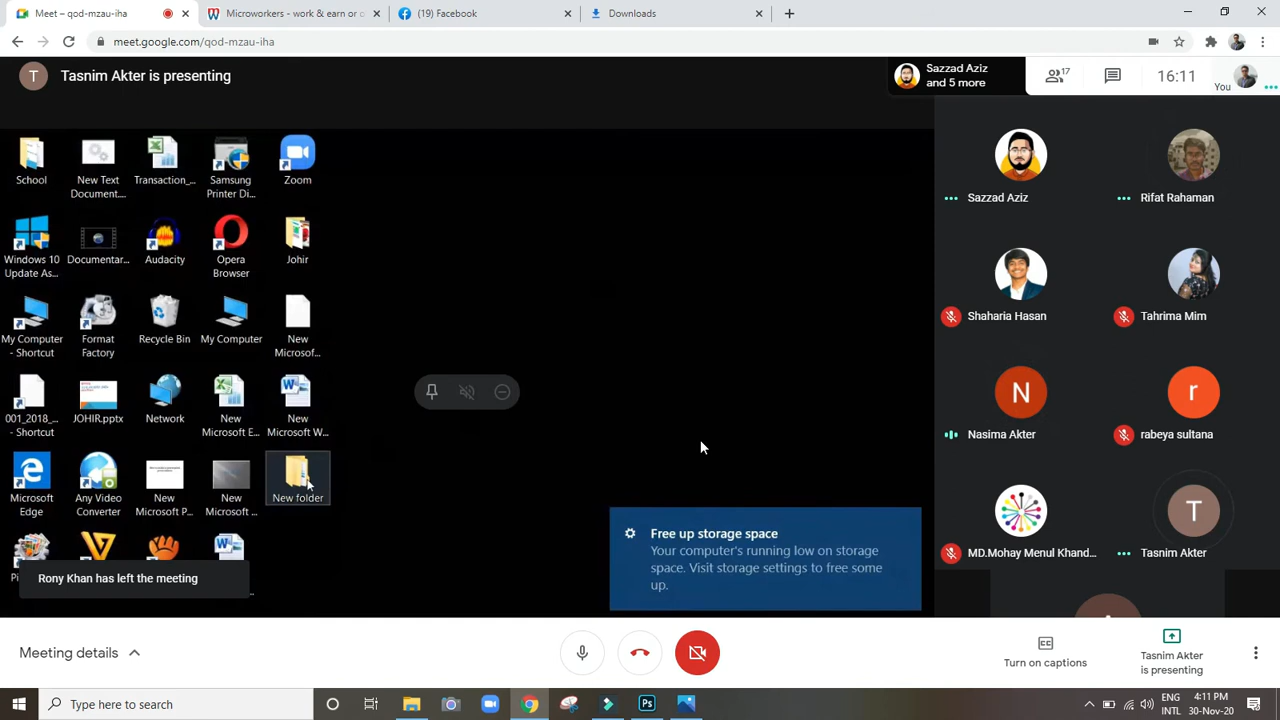 Meet – qod-mzau-iha
Microworkers - work & earn or o
(19) Facebook
Downloads
meet.google.com/qod-mzau-iha
T
Tasnim Akter is presenting
Sazzad Aziz
and 5 more
17
16:11
You
School
New Text
Document....
Transaction_...
Samsung
Printer Di...
Zoom
Windows 10
Update As...
Documentar...
Audacity
Opera
Browser
Johir
My Computer
- Shortcut
Format
Factory
Recycle Bin
My Computer
New
Microsof...
001_2018_...
- Shortcut
JOHIR.pptx
Network
New
Microsoft E...
New
Microsoft W...
Microsoft
Edge
Any Video
Converter
New
Microsoft P...
New
Microsoft ...
New folder
Rony Khan has left the meeting
Free up storage space
Your computer's running low on storage
space. Visit storage settings to free some
up.
Sazzad Aziz
Rifat Rahaman
Shaharia Hasan
Tahrima Mim
N
Nasima Akter
r
rabeya sultana
MD.Mohay Menul Khand...
T
Tasnim Akter
Meeting details
CC
Turn on captions
Tasnim Akter
is presenting
Type here to search
Ps
ENG
INTL
4:11 PM
30-Nov-20